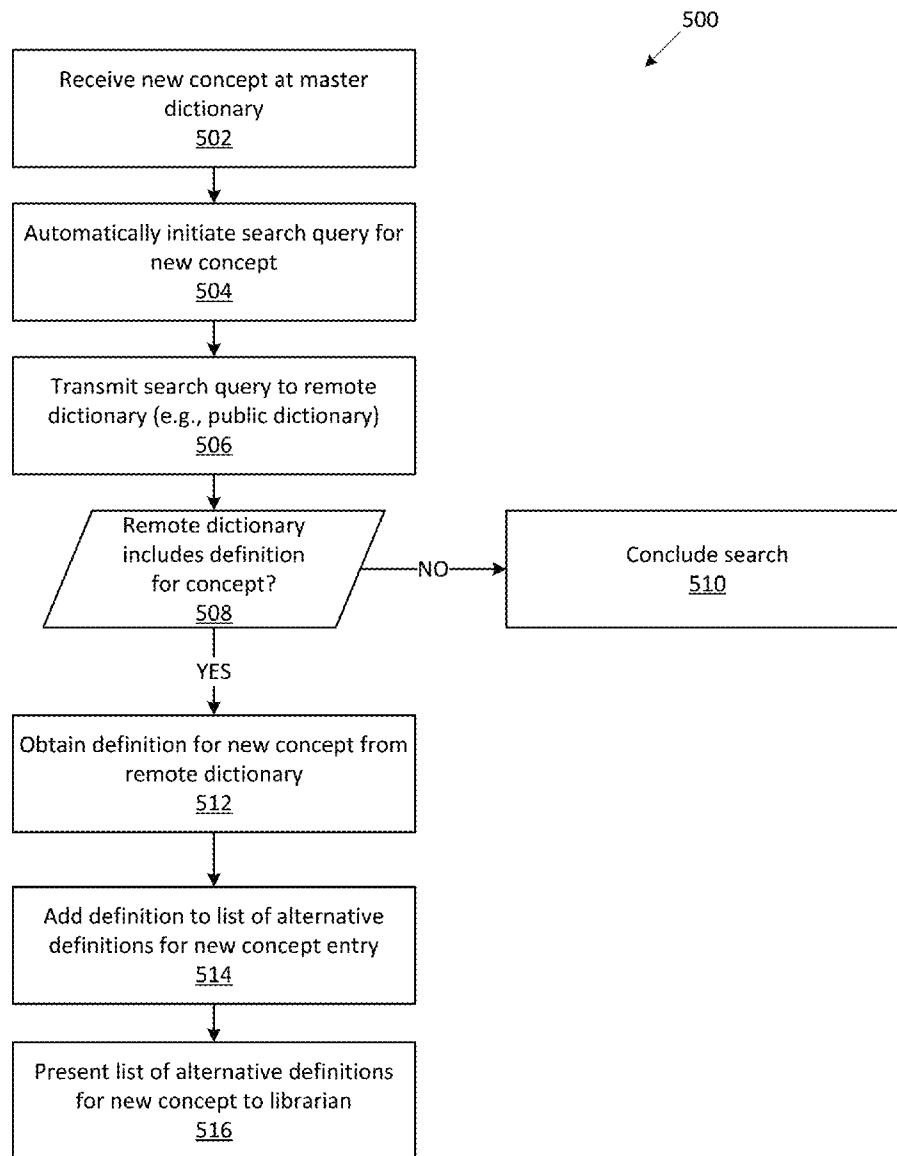 500
Receive new concept at master
dictionary
502
Automatically initiate search query for
new concept
504
Transmit search query to remote
dictionary (e.g., public dictionary)
506
Remote dictionary
includes definition
for concept?
508
NO
Conclude search
510
YES
Obtain definition for new concept from
remote dictionary
512
Add definition to list of alternative
definitions for new concept entry
514
Present list of alternative definitions
for new concept to librarian
516